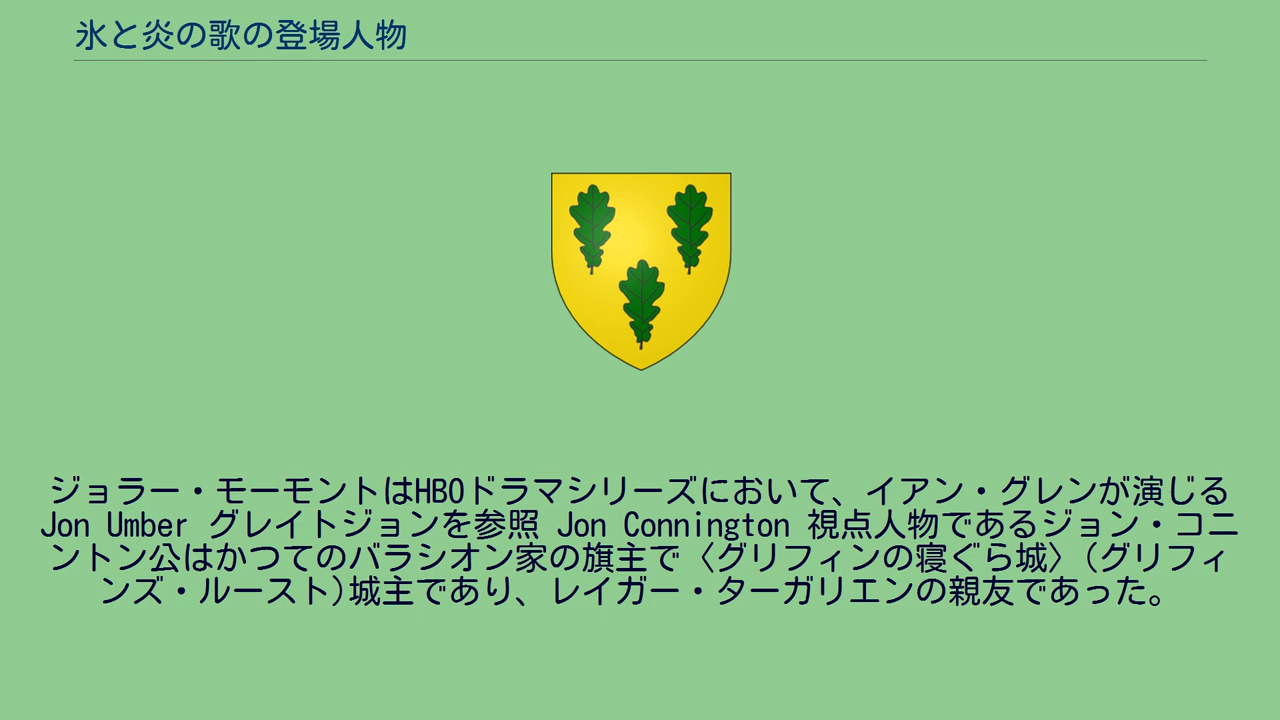 氷と炎の歌の登場人物
ジョラー・モーモントはHBOドラマシリーズにおいて、イアン・グレンが演じる
Jon Umber グレイトジョンを参照 Jon Connington 視点人物であるジョン・コニ
ントン公はかつてのバラシオン家の旗主で〈グリフィンの寝ぐら城〉(グリフィ
ンズ・ルースト)城主であり、レイガー・ターガリエンの親友であった。